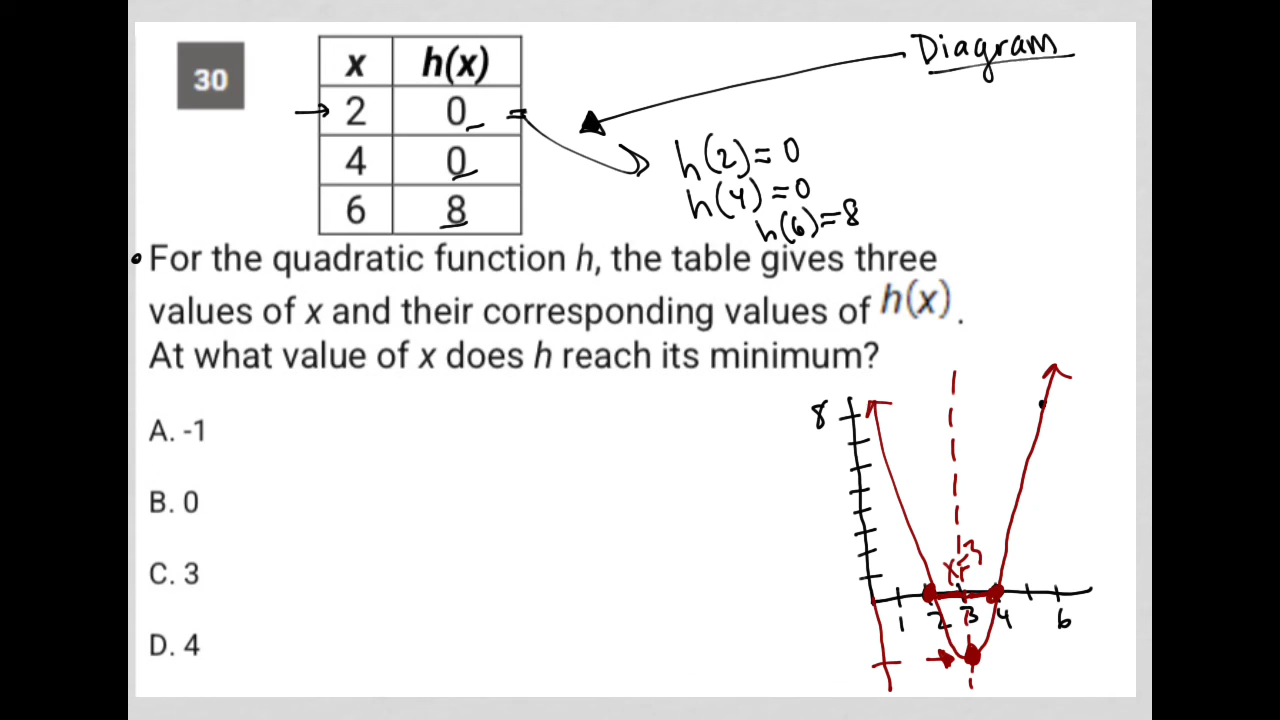 30
x h(x)
2 0
4 0
6 8
Diagram
h(2)=0
h(4)=0
h(6)=8
For the quadratic function h, the table gives three
values of x and their corresponding values of h(x).
At what value of x does h reach its minimum?
A. -1
B. 0
C. 3
D. 4
8
x=3
1 2 3 4 6